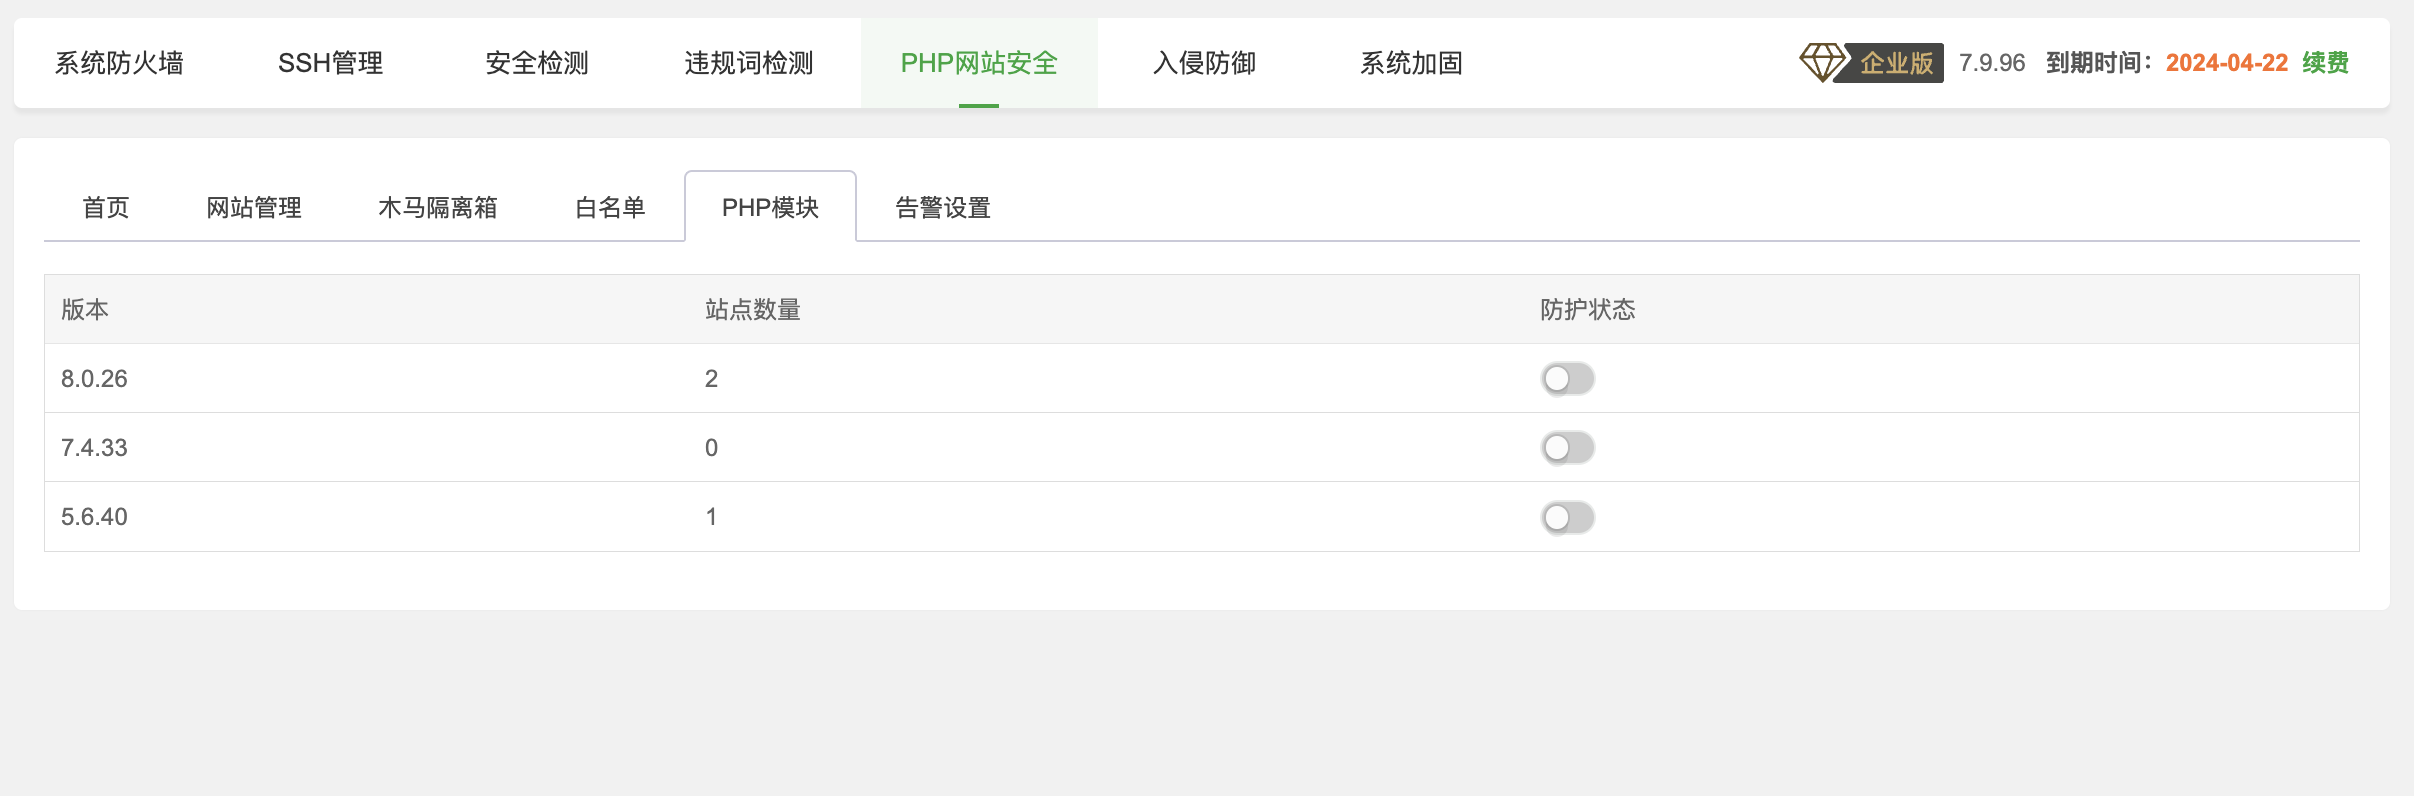 系统防火墙 SSH管理 安全检测 违规词检测 PHP网站安全 入侵防御 系统加固 企业版 7.9.96 到期时间：2024-04-22 续费
首页 网站管理 木马隔离箱 白名单 PHP模块 告警设置
版本 站点数量 防护状态
8.0.26 2
7.4.33 0
5.6.40 1